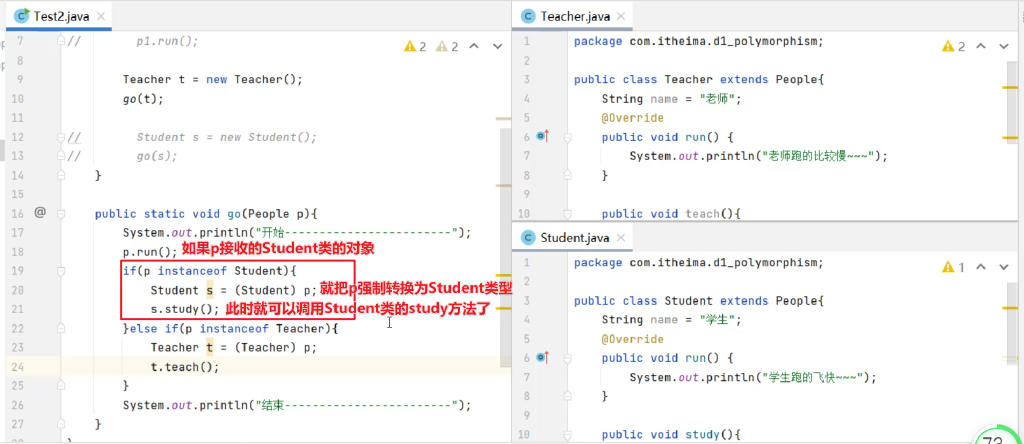 Test2.java
7 // p1.run();
8
9 Teacher t = new Teacher();
10 go(t);
11
12 // Student s = new Student();
13 // go(s);
14 }
15
16 @ public static void go(People p){
17 System.out.println("开始------------------------");
18 p.run(); 如果p接收的Student类的对象
19 if(p instanceof Student){
20 Student s = (Student) p; 就把p强制转换为Student类型
21 s.study(); 此时就可以调用Student类的study方法了
22 }else if(p instanceof Teacher){
23 Teacher t = (Teacher) p;
24 t.teach();
25 }
26 System.out.println("结束------------------------");
27 }
2 2
Teacher.java
1 package com.itheima.d1_polymorphism;
2
3 public class Teacher extends People{
4 String name = "老师";
5 @Override
6 public void run() {
7 System.out.println("老师跑的比较慢~~~");
8 }
9
10 public void teach(){
2
Student.java
1 package com.itheima.d1_polymorphism;
2
3 public class Student extends People{
4 String name = "学生";
5 @Override
6 public void run() {
7 System.out.println("学生跑的飞快~~~");
8 }
9
10 public void study(){
1